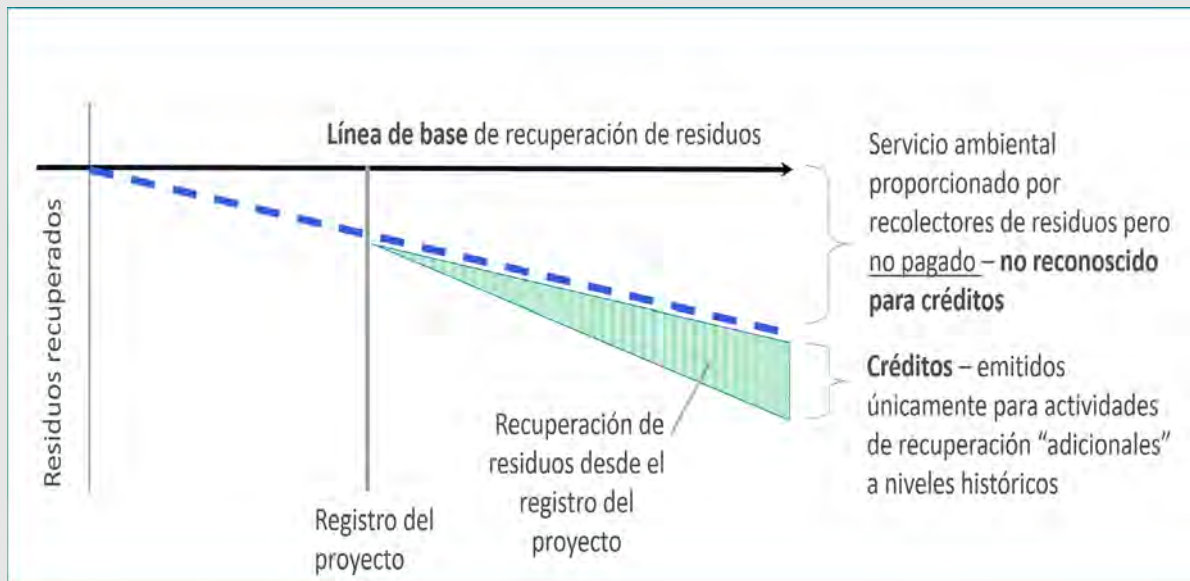 Línea de base de recuperación de residuos
Residuos recuperados
Servicio ambiental
proporcionado por
recolectores de residuos pero
no pagado – no reconoscido
para créditos
Créditos – emitidos
únicamente para actividades
de recuperación “adicionales”
a niveles históricos
Recuperación de
residuos desde el
registro del
proyecto
Registro del
proyecto